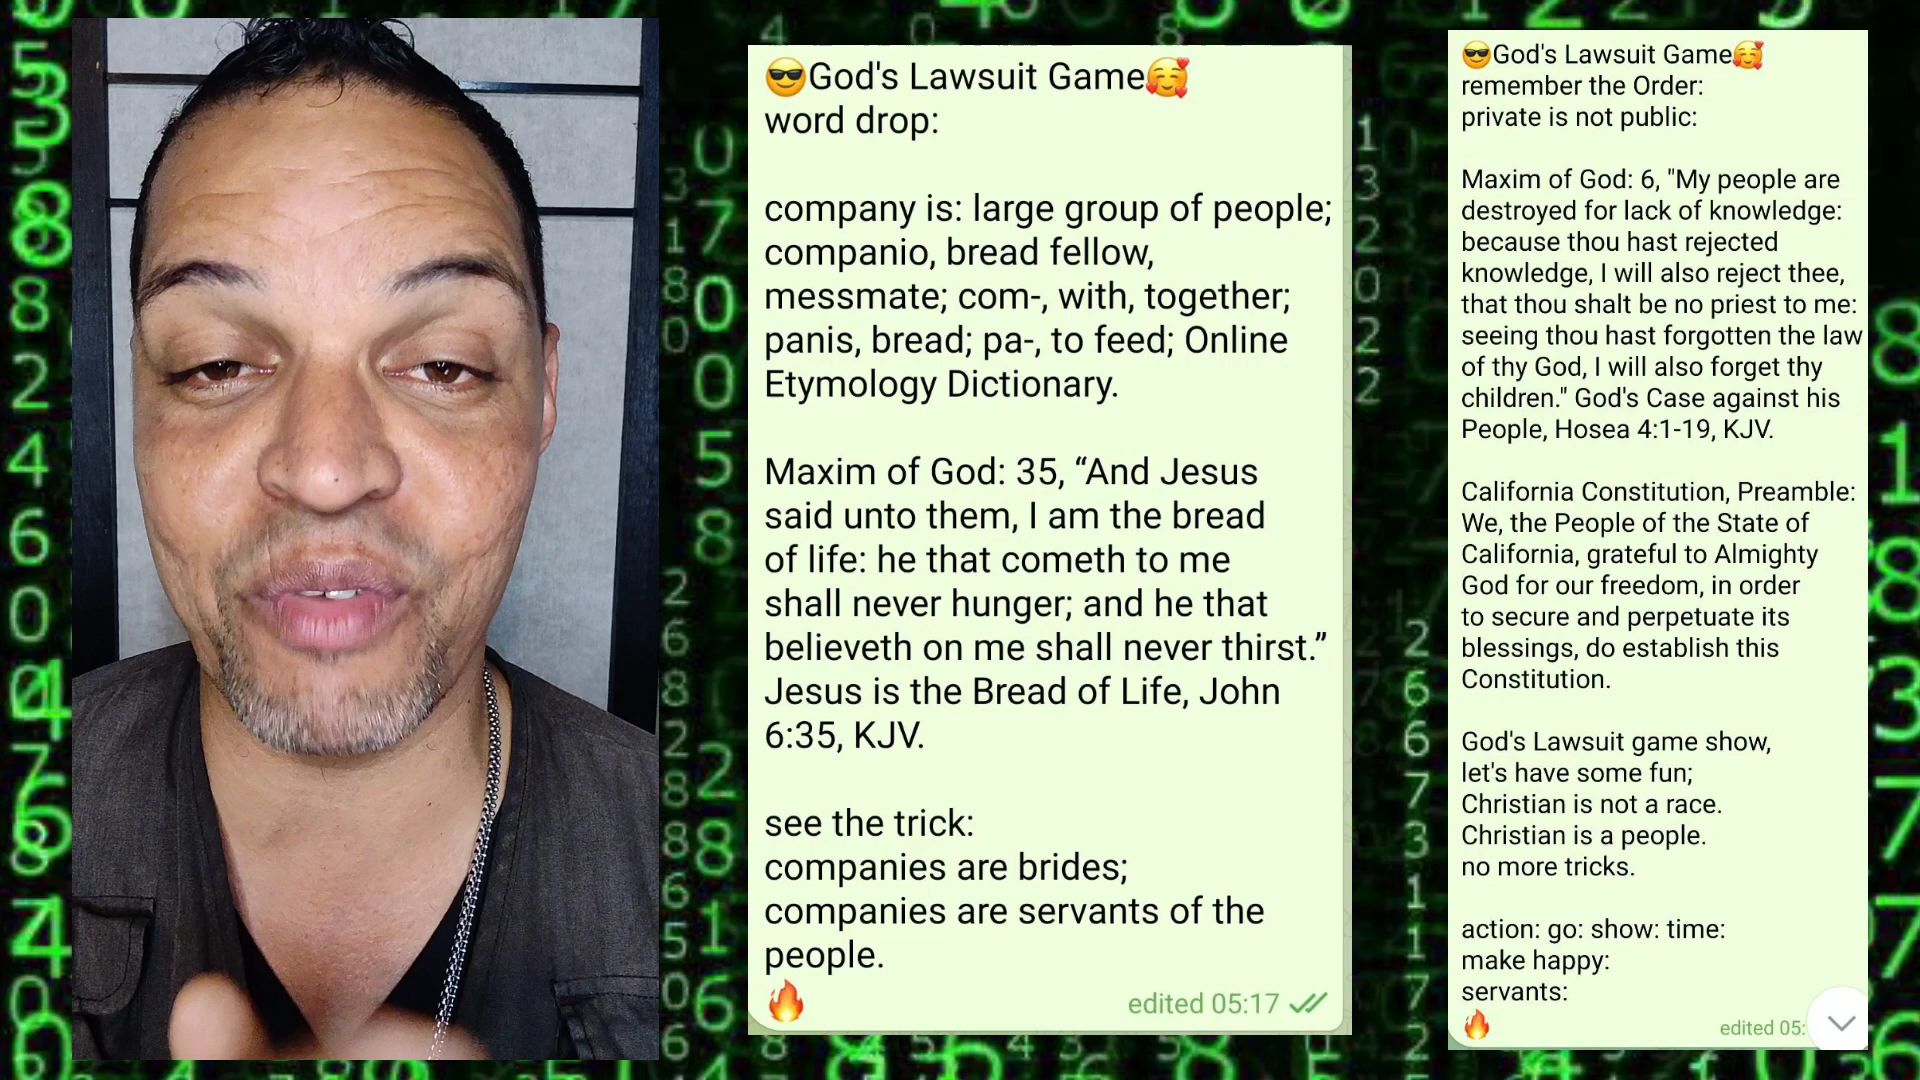 😎God's Lawsuit Game🥰
word drop:
company is: large group of people;
companio, bread fellow,
messmate; com-, with, together;
panis, bread; pa-, to feed; Online
Etymology Dictionary.
Maxim of God: 35, “And Jesus
said unto them, I am the bread
of life: he that cometh to me
shall never hunger; and he that
believeth on me shall never thirst.”
Jesus is the Bread of Life, John
6:35, KJV.
see the trick:
companies are brides;
companies are servants of the
people.
🔥
edited 05:17
😎God's Lawsuit Game🥰
remember the Order:
private is not public:
Maxim of God: 6, "My people are
destroyed for lack of knowledge:
because thou hast rejected
knowledge, I will also reject thee,
that thou shalt be no priest to me:
seeing thou hast forgotten the law
of thy God, I will also forget thy
children." God's Case against his
People, Hosea 4:1-19, KJV.
California Constitution, Preamble:
We, the People of the State of
California, grateful to Almighty
God for our freedom, in order
to secure and perpetuate its
blessings, do establish this
Constitution.
God's Lawsuit game show,
let's have some fun;
Christian is not a race.
Christian is a people.
no more tricks.
action: go: show: time:
make happy:
servants:
🔥
edited 05: